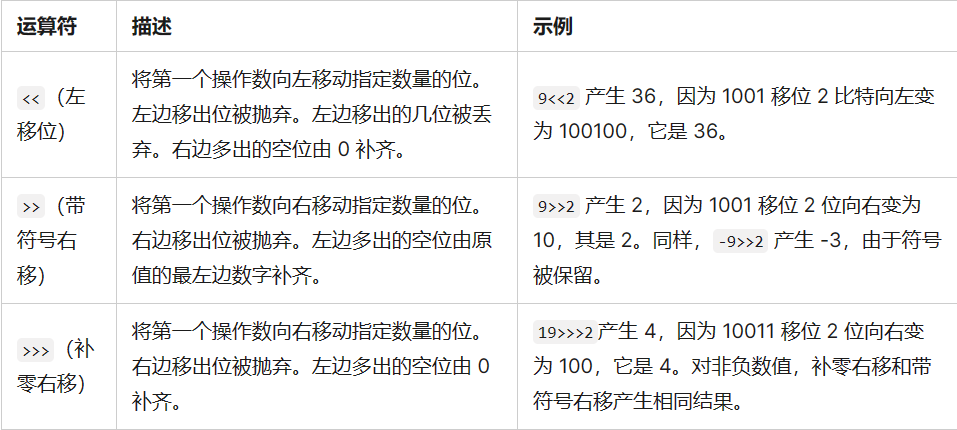 运算符
描述
示例
<< （左
移位）
将第一个操作数向左移动指定数量的位。
左边移出位被抛弃。左边移出的几位被丢
弃。右边多出的空位由 0 补齐。
9<<2 产生 36，因为 1001 移位 2 比特向左变
为 100100，它是 36。
>> （带
符号右
移）
将第一个操作数向右移动指定数量的位。
右边移出位被抛弃。左边多出的空位由原
值的最左边数字补齐。
9>>2 产生 2，因为 1001 移位 2 位向右变为
10，其是 2。同样， -9>>2 产生 -3，由于符号
被保留。
>>> （补
零右移）
将第一个操作数向右移动指定数量的位。
右边移出位被抛弃。左边多出的空位由 0
补齐。
19>>>2 产生 4，因为 10011 移位 2 位向右变
为 100，它是 4。对非负数值，补零右移和带
符号右移产生相同结果。